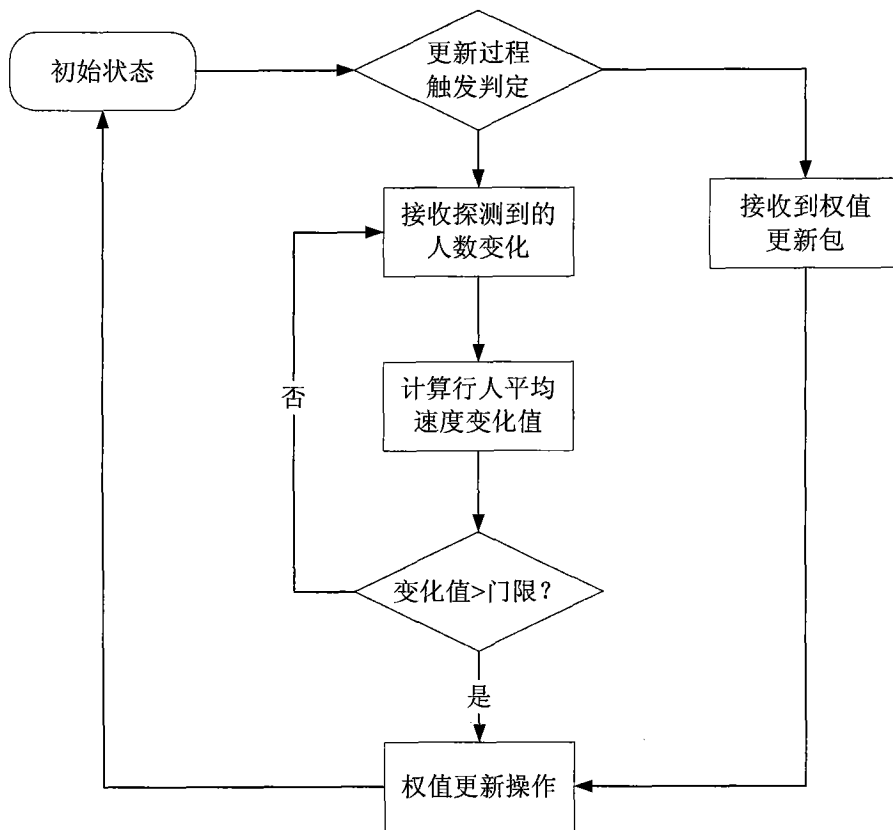 初始状态
更新过程
触发判定
接收探测到的
人数变化
接收到权值
更新包
计算行人平均
速度变化值
否
变化值>门限?
是
权值更新操作